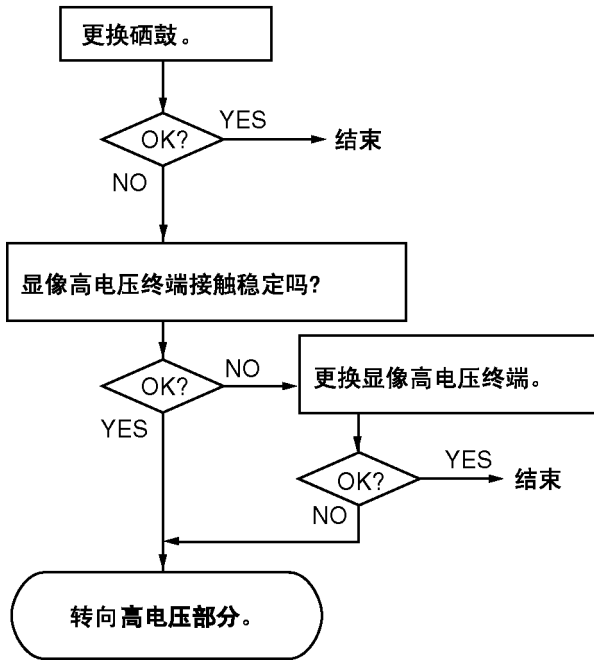 更换硒鼓。
OK?
YES
结束
NO
显像高电压终端接触稳定吗?
OK?
NO
更换显像高电压终端。
YES
OK?
YES
结束
NO
转向高电压部分。